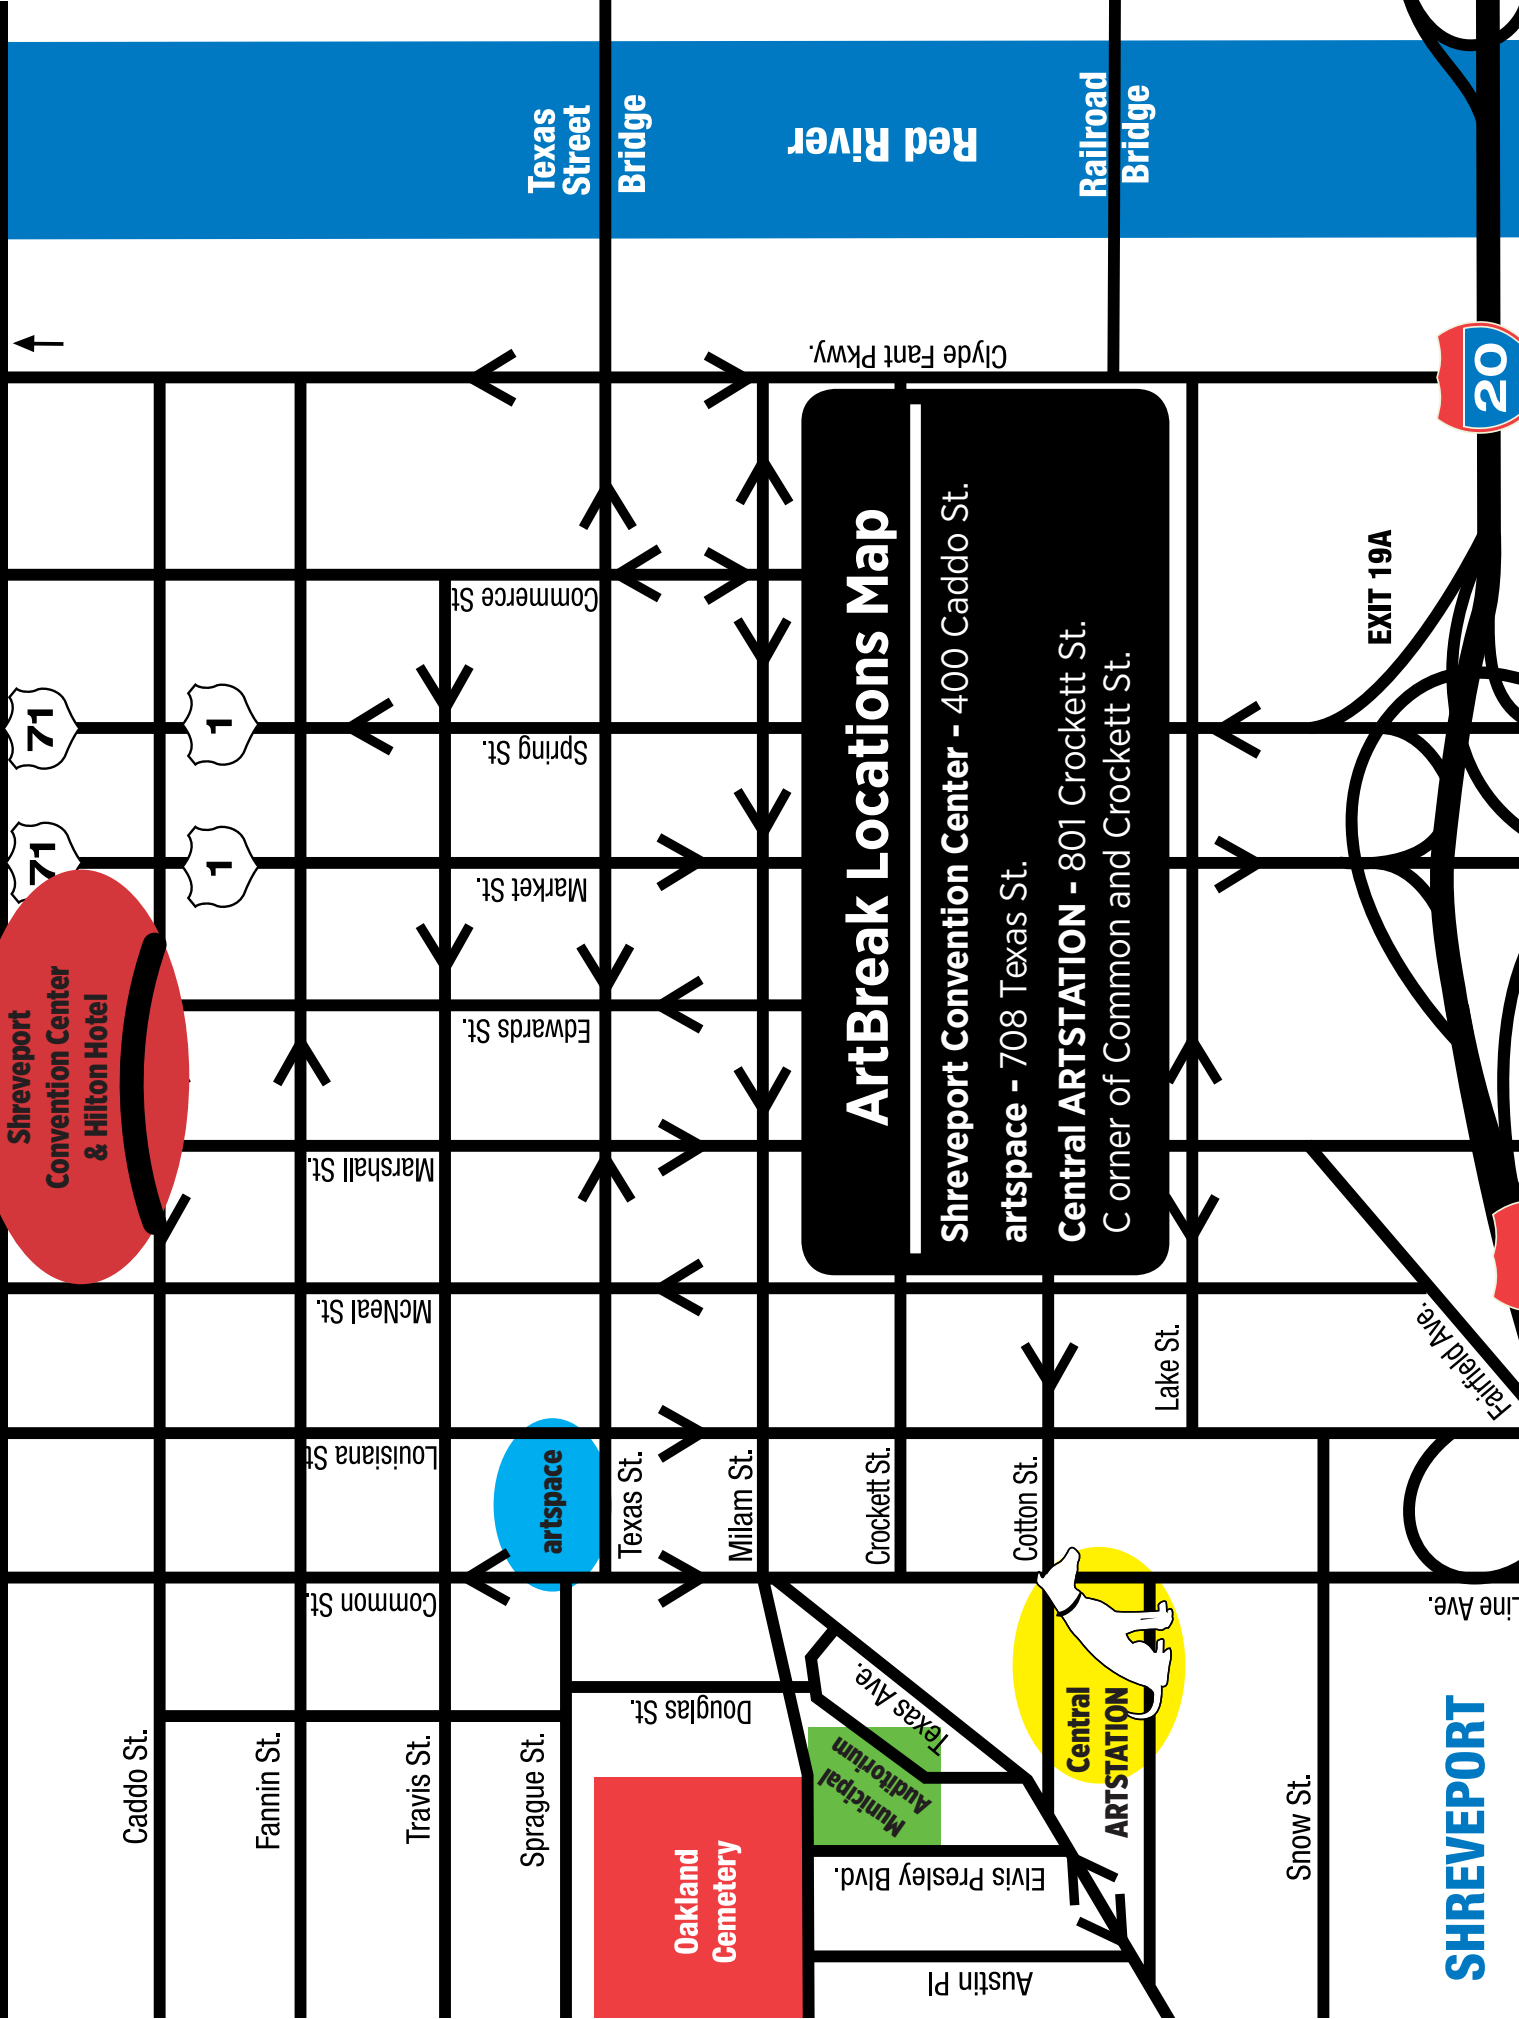 ArtBreak Locations Map
Shreveport Convention Center - 400 Caddo St.
artspace - 708 Texas St.
Central ARTSTATION - 801 Crockett St.
C orner of Common and Crockett St.
Shreveport
Convention Center
& Hilton Hotel
71
71
1
1
Texas
Street
Bridge
Red River
Railroad
Bridge
Clyde Fant Pkwy.
20
EXIT 19A
Commerce St
Spring St.
Market St.
Edwards St.
Marshall St.
McNeal St.
Louisiana St
Common St.
artspace
Texas St.
Milam St.
Crockett St.
Cotton St.
Lake St.
Fairfield Ave.
Line Ave.
Caddo St.
Fannin St.
Travis St.
Sprague St.
Douglas St.
Texas Ave.
Municipal
Auditorium
Central
ARTSTATION
Oakland
Cemetery
Elvis Presley Blvd.
Austin Pl
Snow St.
SHREVEPORT